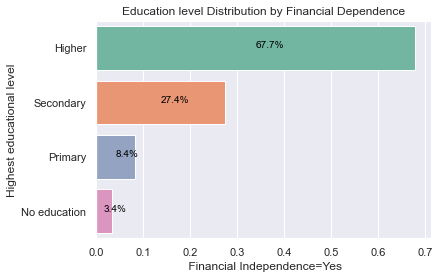 Education level Distribution by Financial Dependence
Highest educational level
Higher
67.7%
Secondary
27.4%
Primary
8.4%
No education
3.4%
0.0 0.1 0.2 0.3 0.4 0.5 0.6 0.7
Financial Independence=Yes